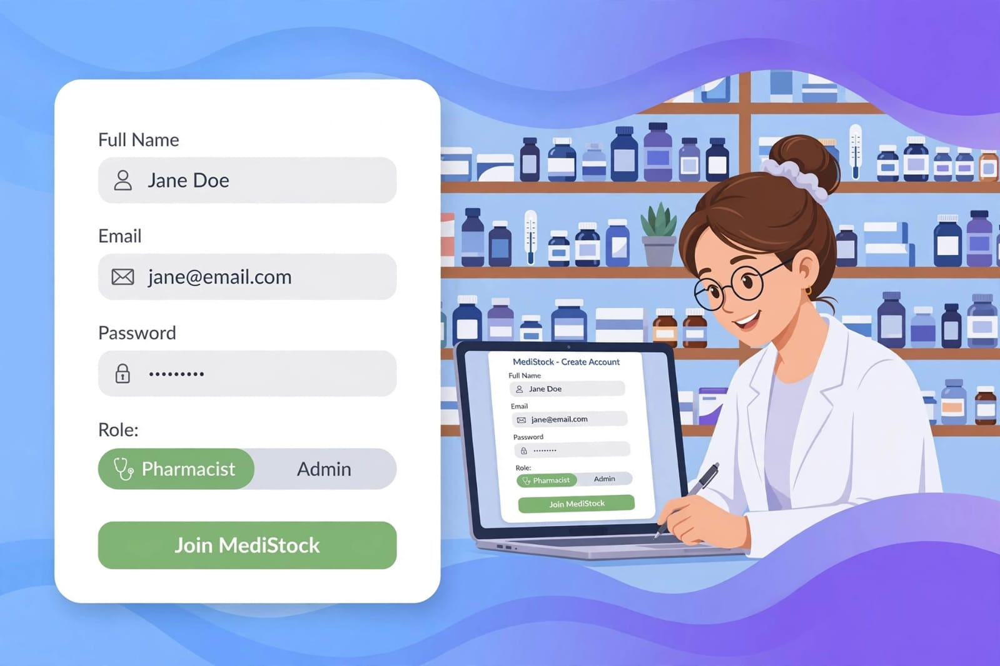 Full Name
Jane Doe
Email
jane@email.com
Password
•••••••••
Role:
Pharmacist Admin
Join MediStock
MediStock - Create Account
Full Name
Jane Doe
Email
jane@email.com
Password
•••••••••
Role:
Pharmacist Admin
Join MediStock